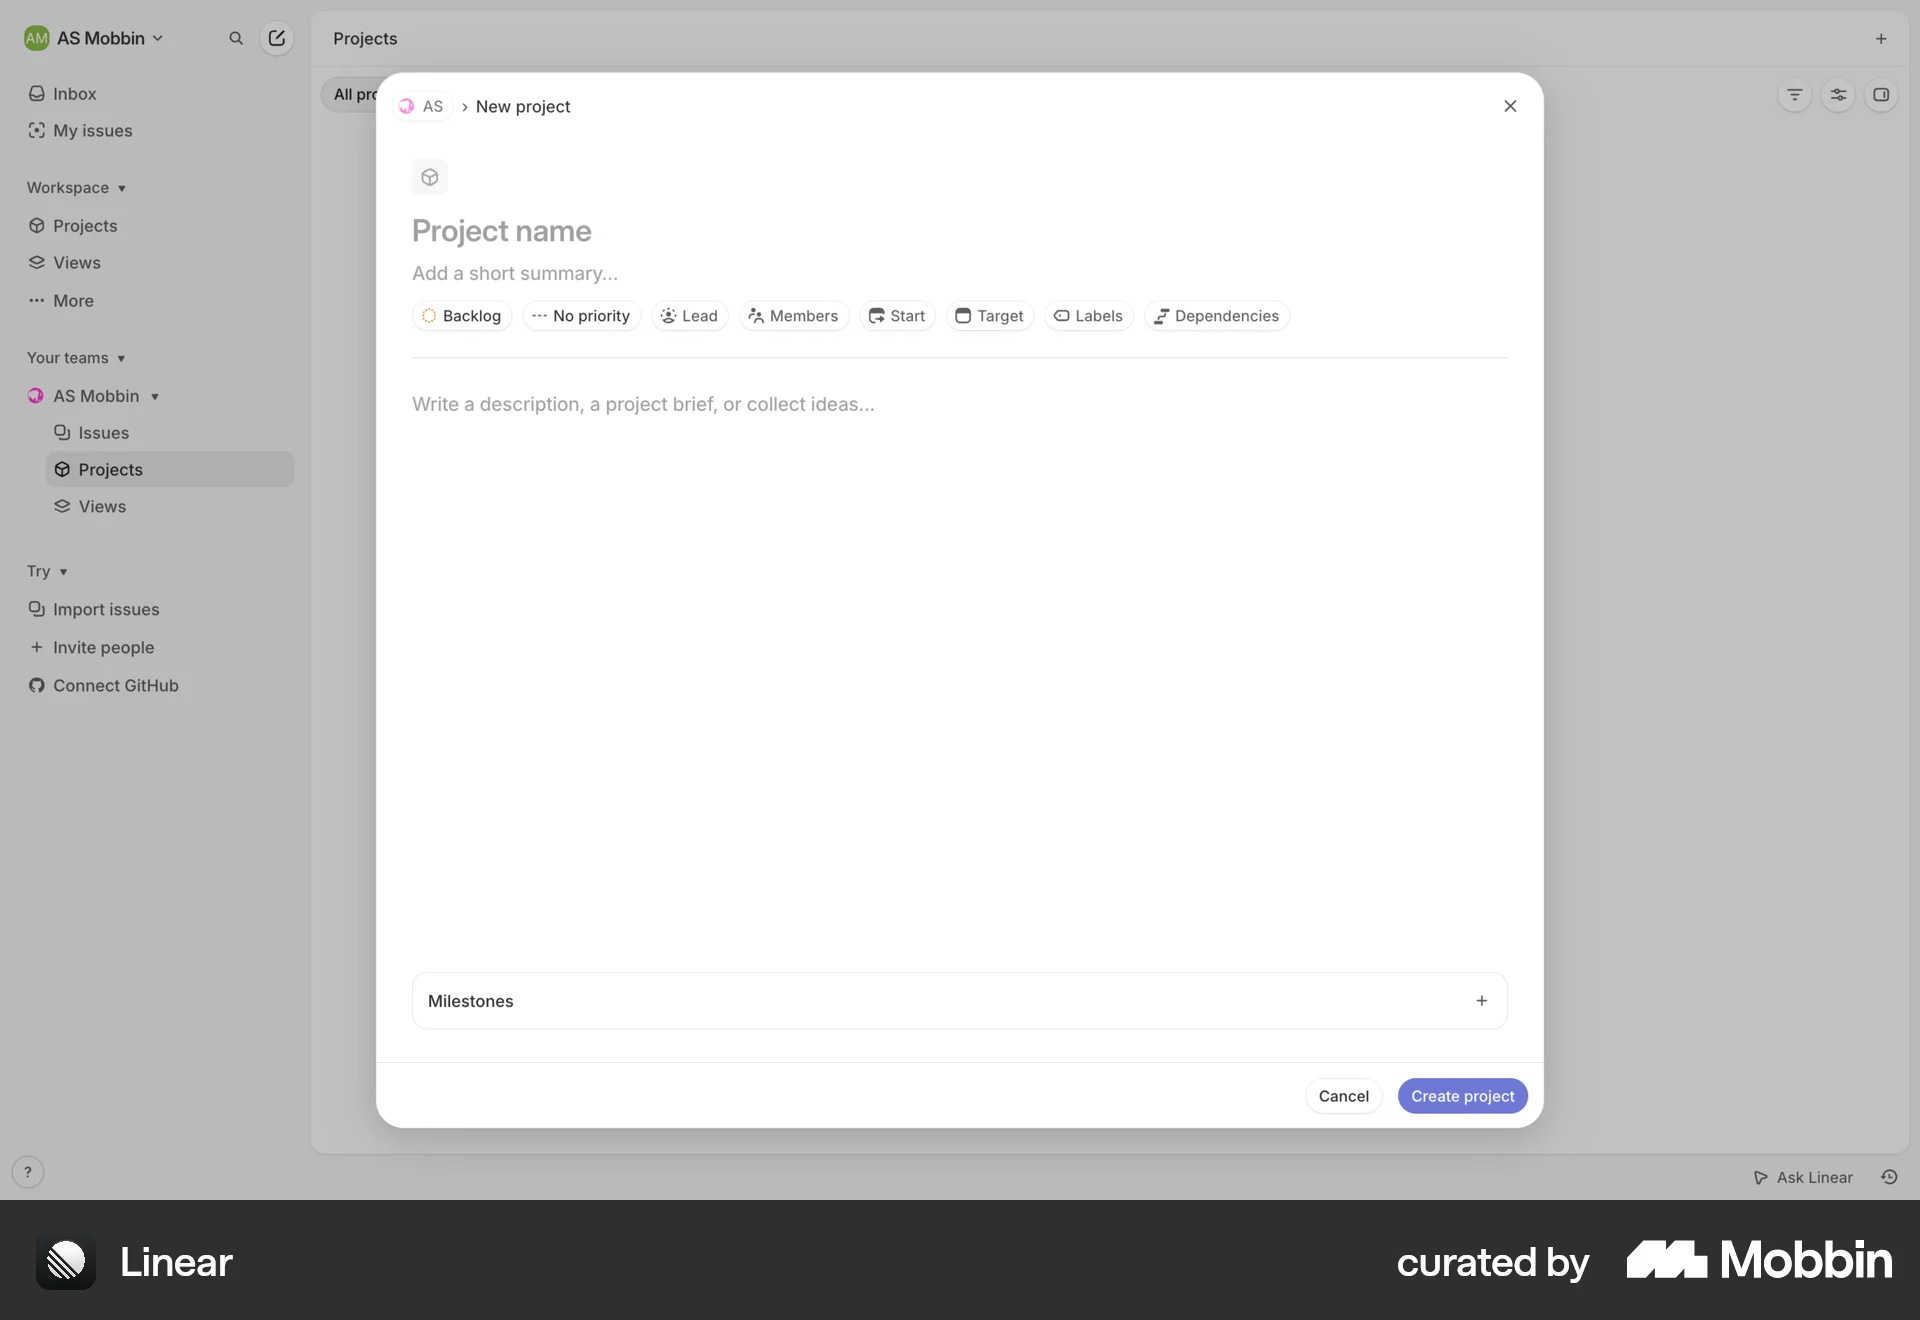 AM AS Mobbin
Inbox
My issues
Workspace
Projects
Views
More
Your teams
AS Mobbin
Issues
Projects
Views
Try
Import issues
Invite people
Connect GitHub
?
Projects
All pro
AS › New project
Project name
Add a short summary...
Backlog No priority Lead Members Start Target Labels Dependencies
Write a description, a project brief, or collect ideas...
Milestones
Cancel Create project
Ask Linear
Linear
curated by Mobbin